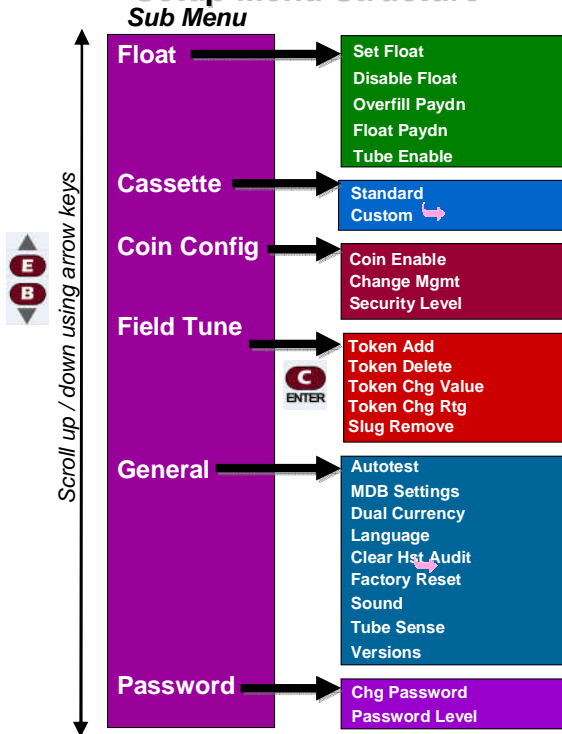 Setup Menu Structure
Sub Menu
Float
Set Float
Disable Float
Overfill Paydn
Float Paydn
Tube Enable
Cassette
Standard
Custom
Coin Config
Coin Enable
Change Mgmt
Security Level
Field Tune
Token Add
Token Delete
Token Chg Value
Token Chg Rtg
Slug Remove
General
Autotest
MDB Settings
Dual Currency
Language
Clear Hst Audit
Factory Reset
Sound
Tube Sense
Versions
Password
Chg Password
Password Level
E
B
Scroll up / down using arrow keys
C
ENTER